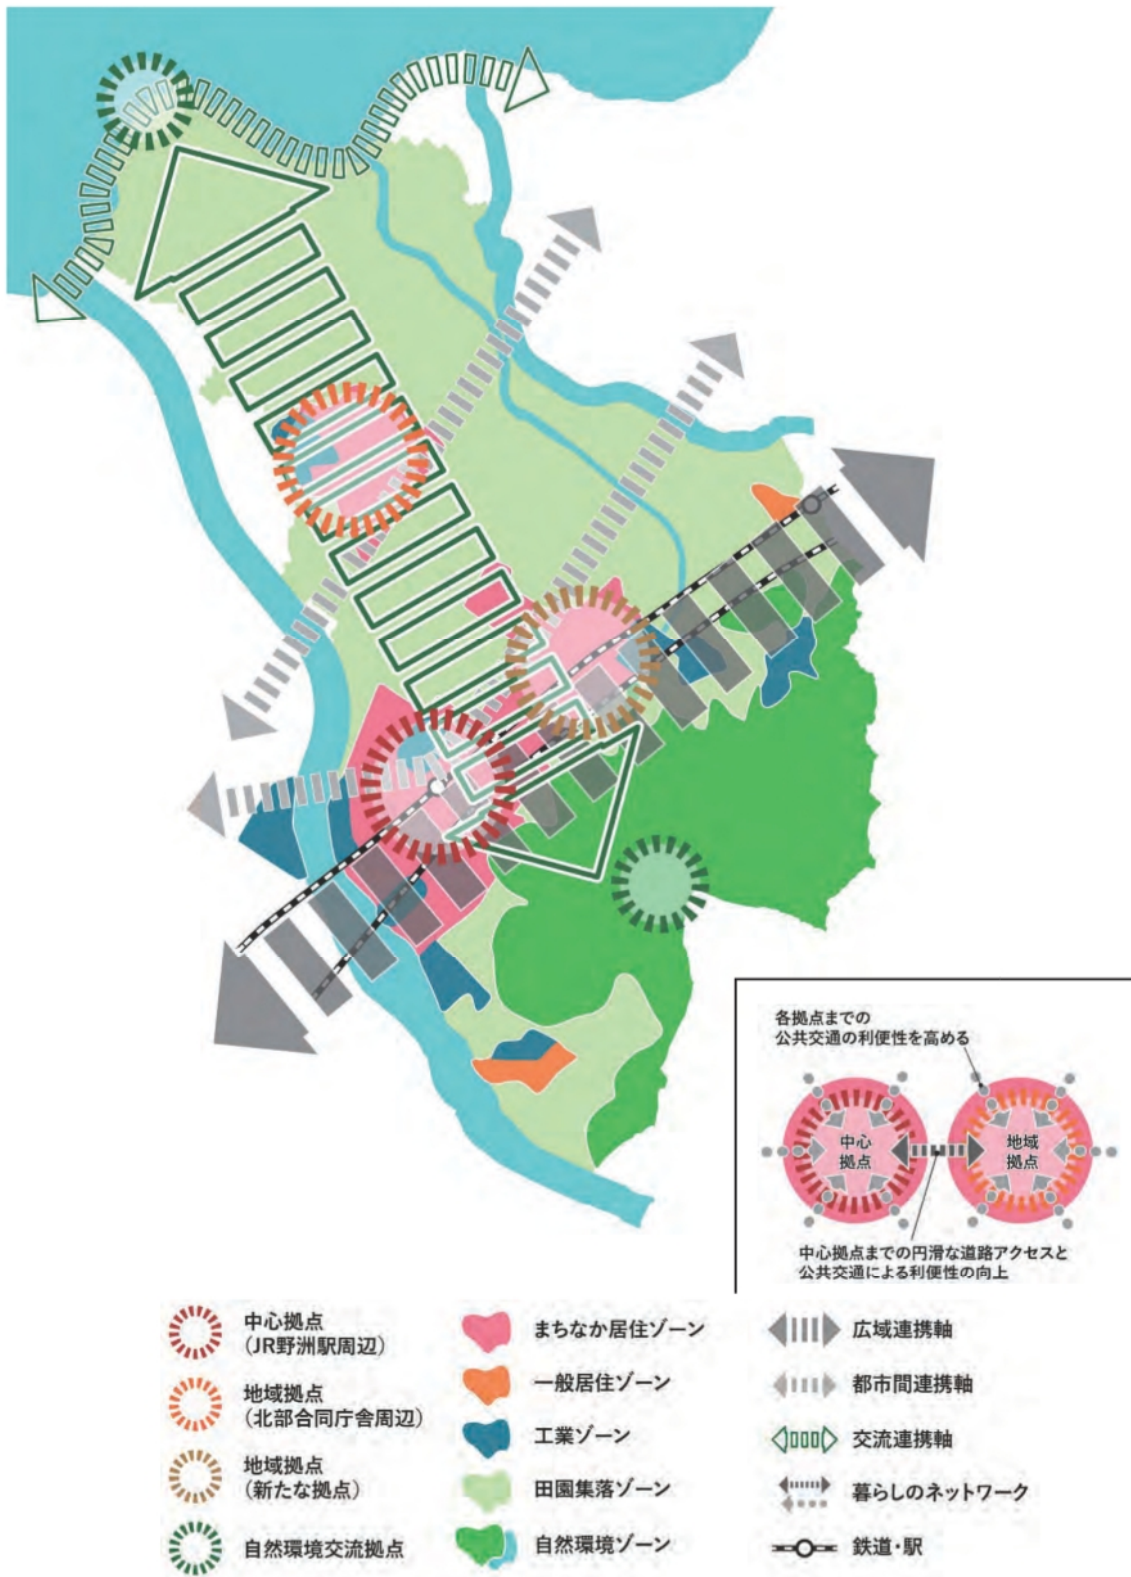 各拠点までの
公共交通の利便性を高める
中心
拠点
地域
拠点
中心拠点までの円滑な道路アクセスと
公共交通による利便性の向上
中心拠点
(JR野洲駅周辺)
地域拠点
(北部合同庁舎周辺)
地域拠点
(新たな拠点)
自然環境交流拠点
まちなか居住ゾーン
一般居住ゾーン
工業ゾーン
田園集落ゾーン
自然環境ゾーン
広域連携軸
都市間連携軸
交流連携軸
暮らしのネットワーク
鉄道・駅